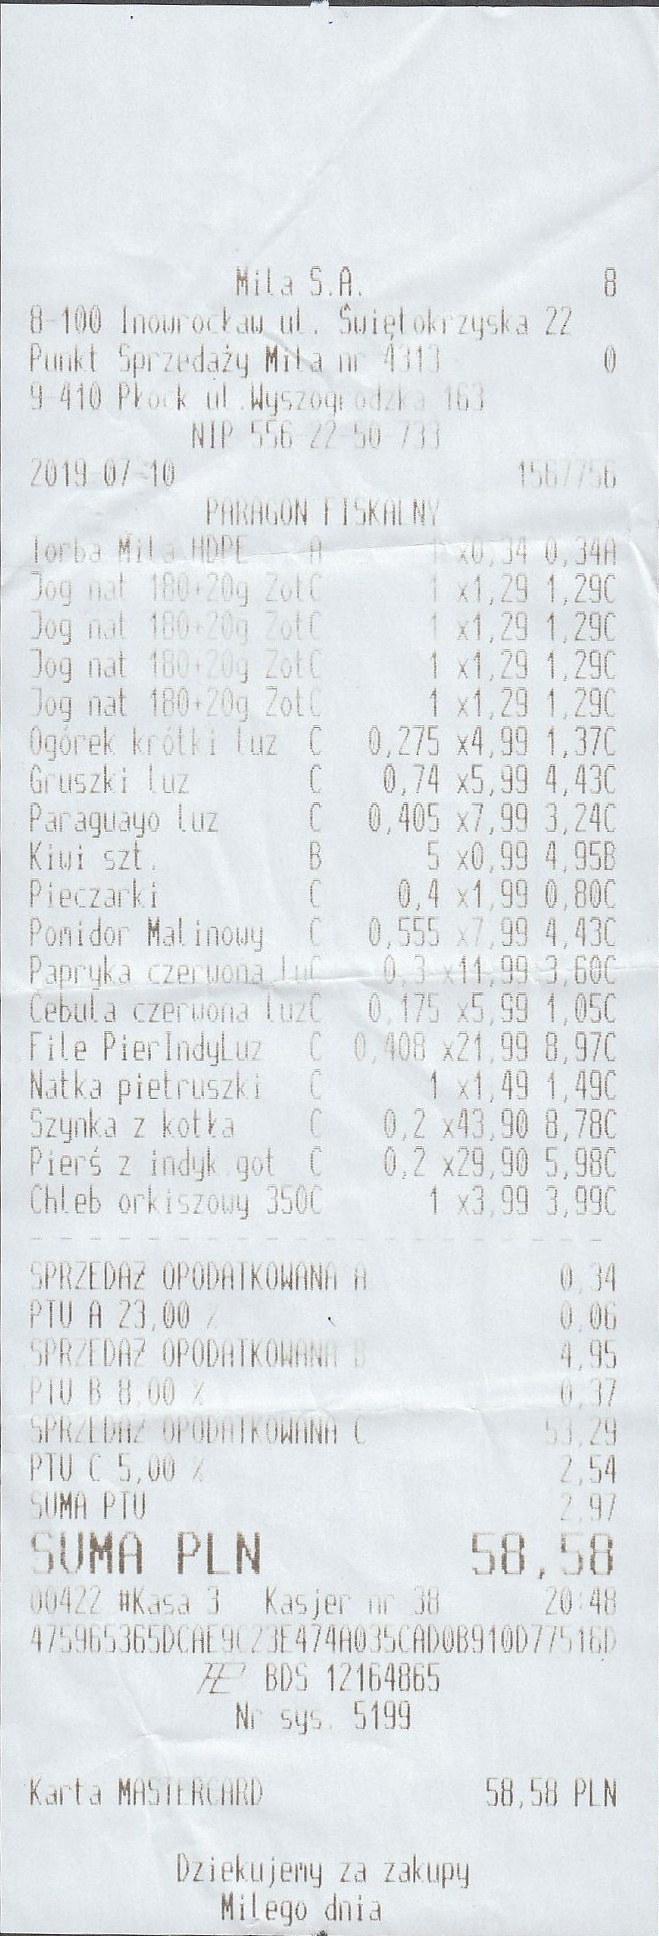 Mila S.A. 8
8-100 Inowrocław ul. Świętokrzyska 22
Punkt Sprzedaży Mila nr 4313 0
9-410 Płock ul.Wyszogrodzka 163
NIP 556 22 50 733
2019-07-10 1567756
PARAGON FISKALNY
Torba Mila HDPE A 1 x0,34 0,34A
Jog nat 180+20g ZotC 1 x1,29 1,29C
Jog nat 180+20g ZotC 1 x1,29 1,29C
Jog nat 180+20g ZotC 1 x1,29 1,29C
Jog nat 180+20g ZotC 1 x1,29 1,29C
Ogórek krótki luz C 0,275 x4,99 1,37C
Gruszki luz C 0,74 x5,99 4,43C
Paraguayo luz C 0,405 x7,99 3,24C
Kiwi szt. B 5 x0,99 4,95B
Pieczarki C 0,4 x1,99 0,80C
Pomidor Malinowy C 0,555 x7,99 4,43C
Papryka czerwona luC 0,3 x11,99 3,60C
Cebula czerwona luzC 0,175 x5,99 1,05C
File PierIndyLuz C 0,408 x21,99 8,97C
Natka pietruszki C 1 x1,49 1,49C
Szynka z kotła C 0,2 x43,90 8,78C
Pierś z indyk.got C 0,2 x29,90 5,98C
Chleb orkiszowy 350C 1 x3,99 3,99C
SPRZEDAŻ OPODATKOWANA A 0,34
PTU A 23,00 % 0,06
SPRZEDAŻ OPODATKOWANA B 4,95
PTU B 8,00 % 0,37
SPRZEDAŻ OPODATKOWANA C 53,29
PTU C 5,00 % 2,54
SUMA PTU 2,97
SUMA PLN 58,58
00422 #Kasa 3 Kasjer nr 38 20:48
475965365DCAE9C23E474A035CAD0B910D77516D
BDS 12164865
Nr sys. 5199
Karta MASTERCARD 58,58 PLN
Dziekujemy za zakupy
Milego dnia